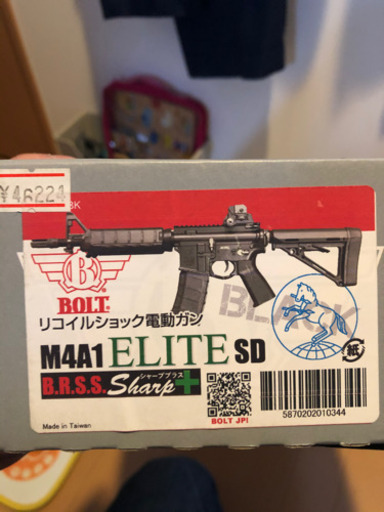 ¥46224
BK
B
BOLT
BLACK
リコイルショック電動ガン
M4A1 ELITE SD
シャーププラス
B.R.S.S. Sharp+
紙
BOLT JP!
5870202010344
Made in Taiwan